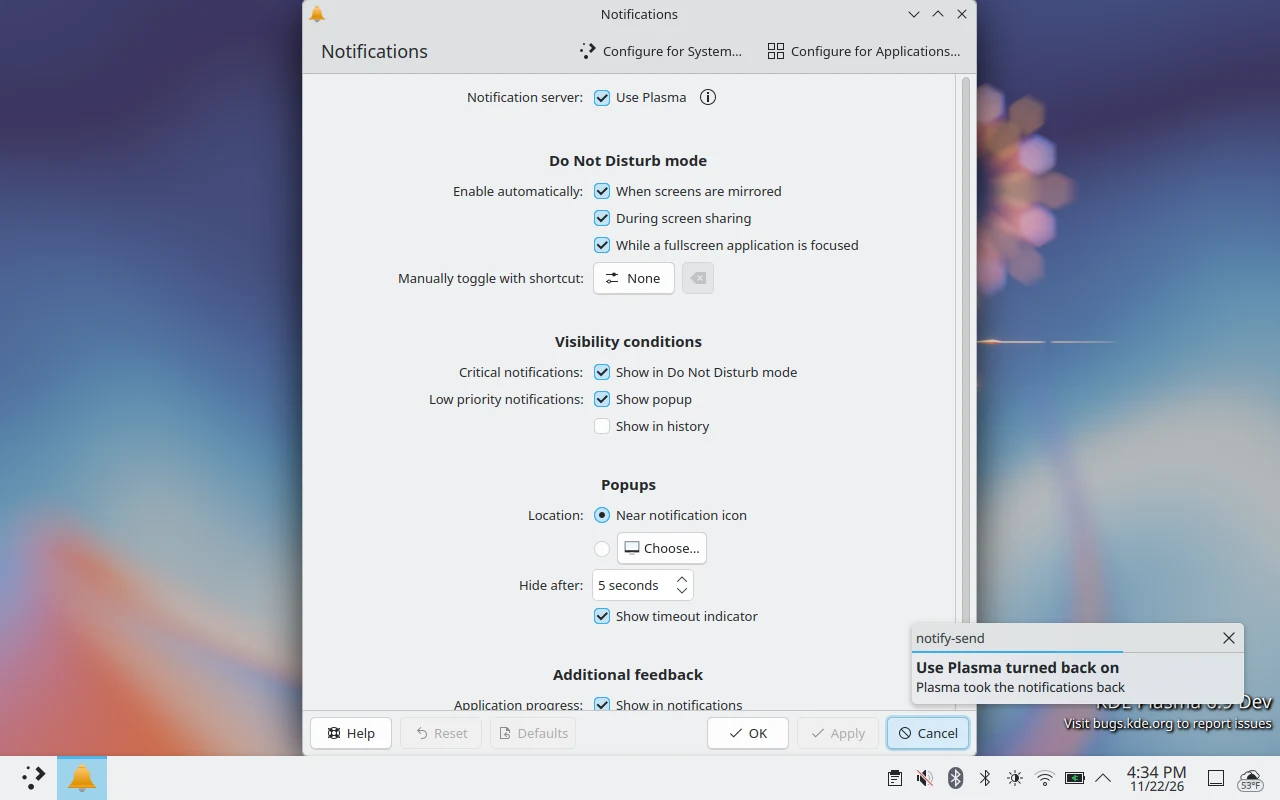 Notifications
Notifications
Configure for System...
Configure for Applications...
Notification server:
Use Plasma
Do Not Disturb mode
Enable automatically:
When screens are mirrored
During screen sharing
While a fullscreen application is focused
Manually toggle with shortcut:
None
Visibility conditions
Critical notifications:
Show in Do Not Disturb mode
Low priority notifications:
Show popup
Show in history
Popups
Location:
Near notification icon
Choose...
Hide after:
5 seconds
Show timeout indicator
Additional feedback
Application progress:
Show in notifications
Help
Reset
Defaults
OK
Apply
Cancel
notify-send
Use Plasma turned back on
Plasma took the notifications back
KDE Plasma 6.5 Dev
Visit bugs.kde.org to report issues
4:34 PM
11/22/26
53°F